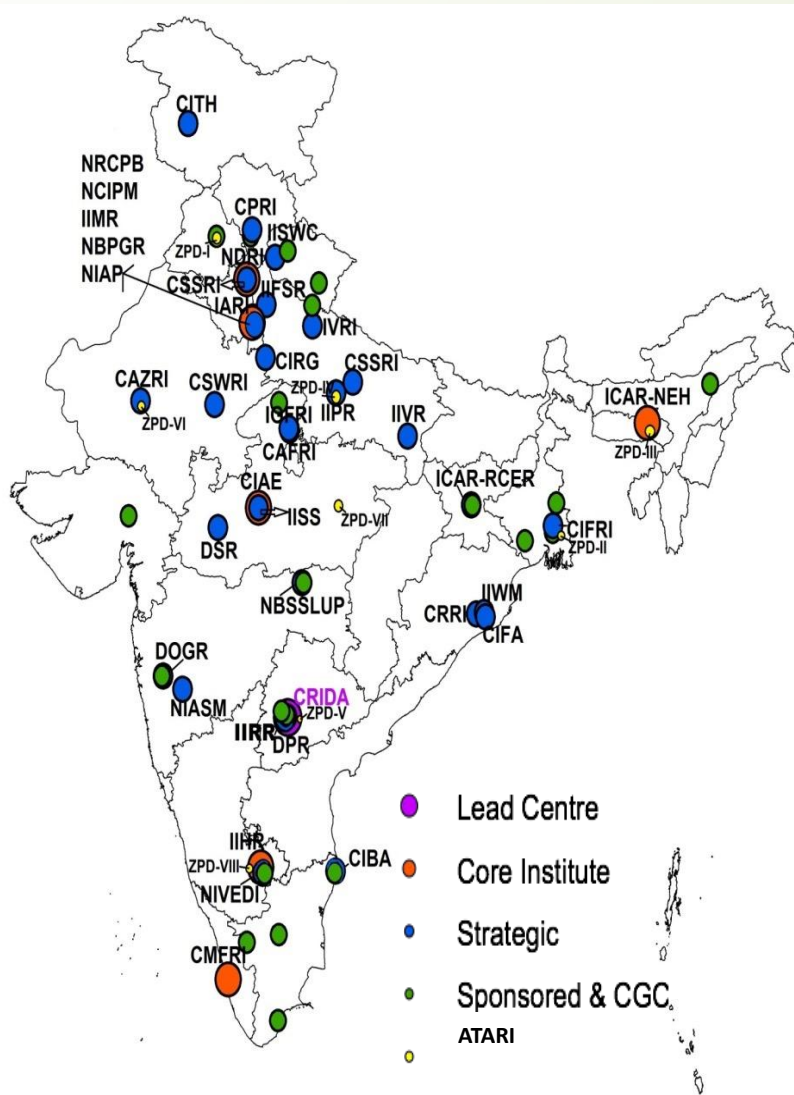 CITH
NRCPB
NCIPM
IIMR
NBPGR
NIAP
CPRI
ZPD-I
IISWC
NDRI
CSSRI
IIFSR
IARI
IVRI
CIRG
CSSRI
CAZRI
CSWRI
ZPD-IV
IIPR
ZPD-VI
IGFRI
IIVR
CAFRI
ICAR-NEH
ZPD-III
CIAE
IISS
ZPD-VII
ICAR-RCER
DSR
CIFRI
ZPD-II
NBSSLUP
IIWM
CRRI
CIFA
DOGR
NIASM
CRIDA
ZPD-V
IIRR
DPR
IIHR
ZPD-VIII
CIBA
NIVEDI
CMFRI
Lead Centre
Core Institute
Strategic
Sponsored & CGC
ATARI